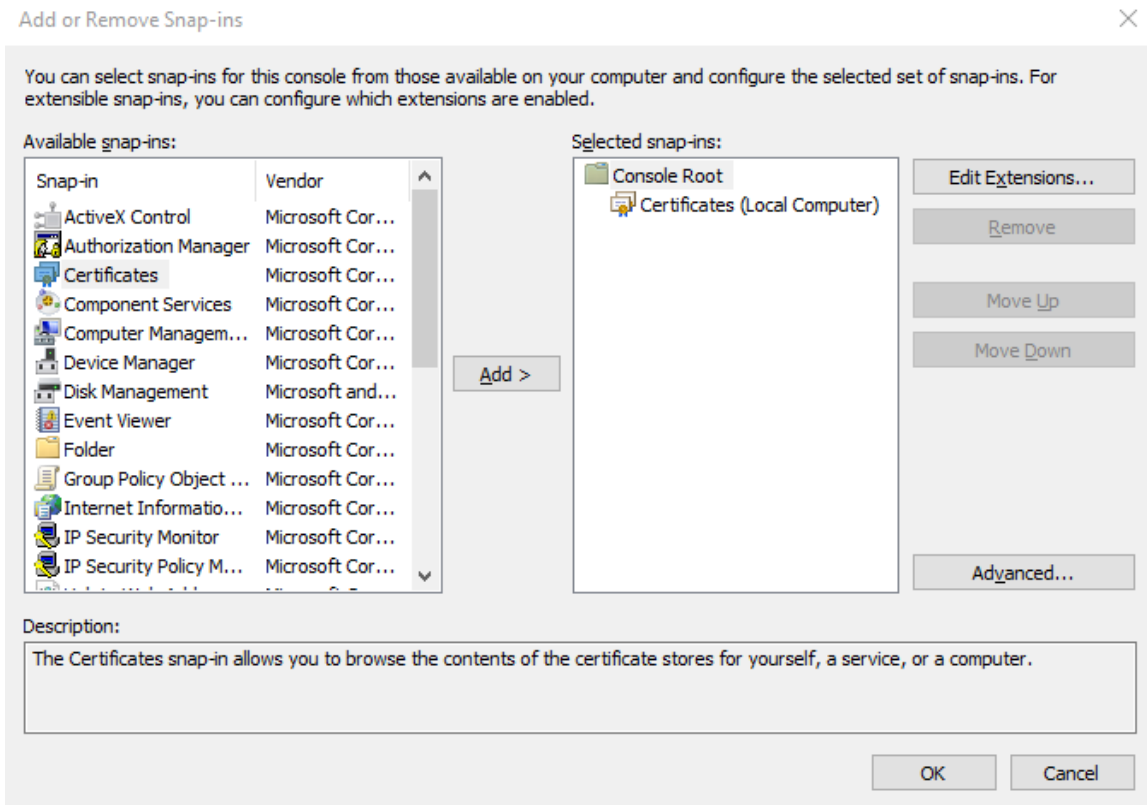 Add or Remove Snap-ins
You can select snap-ins for this console from those available on your computer and configure the selected set of snap-ins. For
extensible snap-ins, you can configure which extensions are enabled.
Available snap-ins:
Snap-in Vendor
ActiveX Control Microsoft Cor...
Authorization Manager Microsoft Cor...
Certificates Microsoft Cor...
Component Services Microsoft Cor...
Computer Managem... Microsoft Cor...
Device Manager Microsoft Cor...
Disk Management Microsoft and...
Event Viewer Microsoft Cor...
Folder Microsoft Cor...
Group Policy Object ... Microsoft Cor...
Internet Informatio... Microsoft Cor...
IP Security Monitor Microsoft Cor...
IP Security Policy M... Microsoft Cor...
Add >
Selected snap-ins:
Console Root
Certificates (Local Computer)
Edit Extensions...
Remove
Move Up
Move Down
Advanced...
Description:
The Certificates snap-in allows you to browse the contents of the certificate stores for yourself, a service, or a computer.
OK Cancel